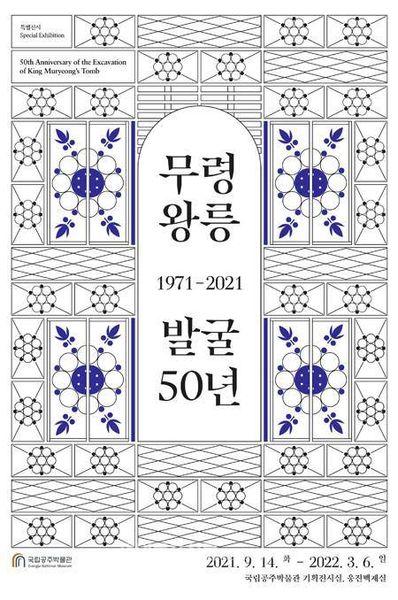 특별전시
Special Exhibition
50th Anniversary of the Excavation
of King Muryeong's Tomb
무령
왕릉
1971-2021
발굴
50년
국립공주박물관
Gongju National Museum
2021. 9. 14. 화 - 2022. 3. 6. 일
국립공주박물관 기획전시실, 웅진백제실